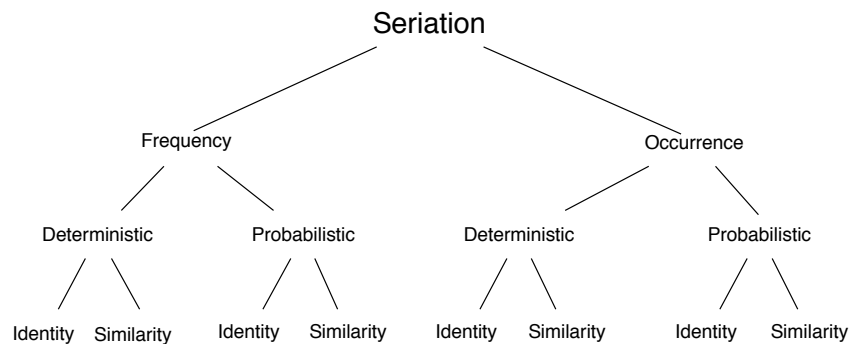 Seriation
Frequency Occurrence
Deterministic Probabilistic Deterministic Probabilistic
Identity Similarity Identity Similarity Identity Similarity Identity Similarity